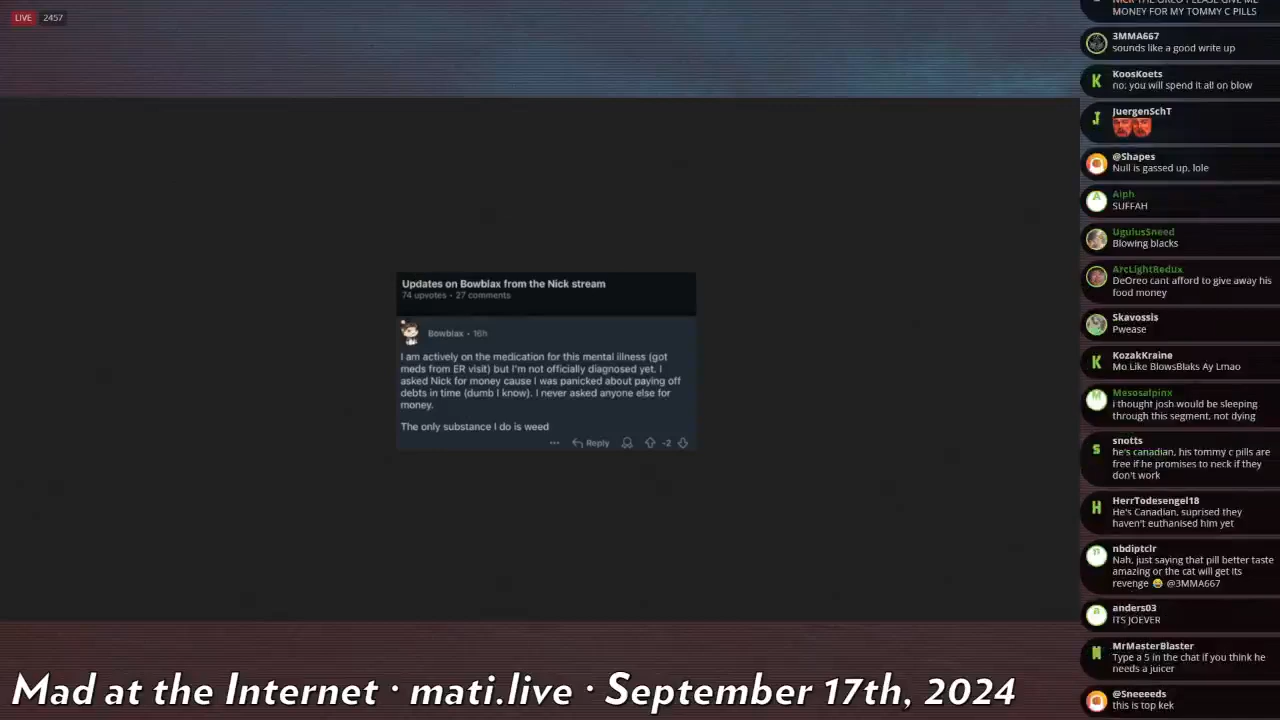 LIVE 2457
Updates on Bowblax from the Nick stream
74 upvotes • 27 comments
Bowblax • 16h
I am actively on the medication for this mental illness (got
meds from ER visit) but I'm not officially diagnosed yet. I
asked Nick for money cause I was panicked about paying off
debts in time (dumb I know). I never asked anyone else for
money.
The only substance I do is weed
Reply -2
MONEY FOR MY TOMMY C PILLS
3MMA667
sounds like a good write up
KoosKoets
no. you will spend it all on blow
JuergenSchT
@Shapes
Null is gassed up, lole
Alph
SUFFAH
UgulusSneed
Blowing blacks
ArcLightRedux
DeOreo cant afford to give away his
food money
Skavossis
Pwease
KozakKraine
Mo Like BlowsBlaks Ay Lmao
Mesosalpinx
i thought josh would be sleeping
through this segment, not dying
snotts
he's canadian, his tommy c pills are
free if he promises to neck if they
don't work
HerrTodesengel18
He's Canadian, suprised they
haven't euthanised him yet
nbdiptclr
Nah, just saying that pill better taste
amazing or the cat will get its
revenge 😂 @3MMA667
anders03
ITS JOEVER
MrMasterBlaster
Type a 5 in the chat if you think he
needs a juicer
@Sneeeeds
this is top kek
Mad at the Internet · mati.live · September 17th, 2024